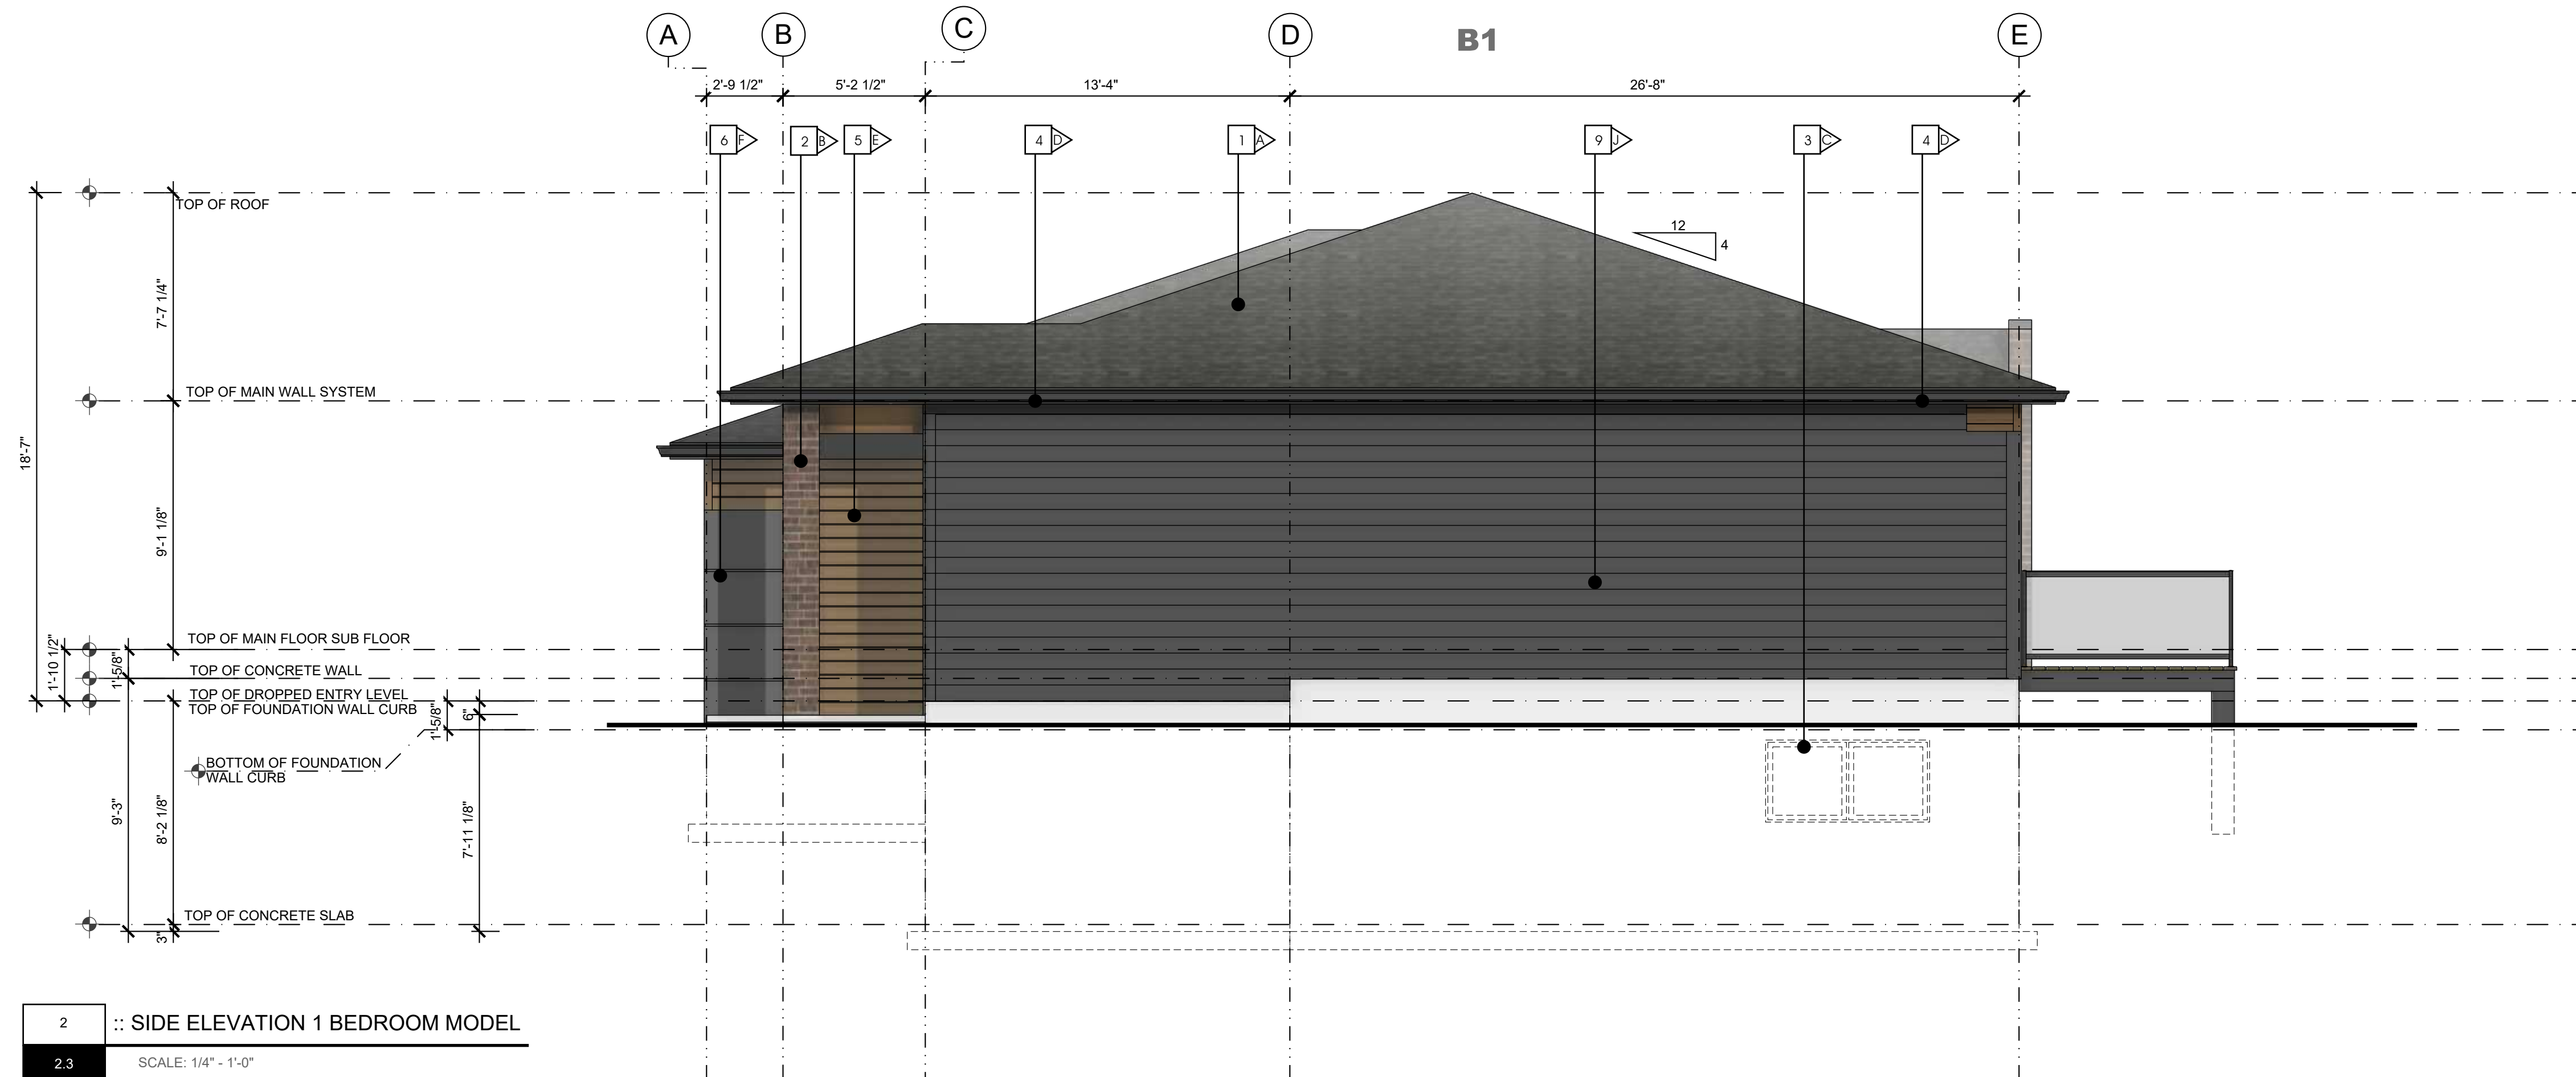 A
B
C
D
B1
E
2'-9 1/2"
5'-2 1/2"
13'-4"
26'-8"
6 F
2 B
5 E
4 D
1 A
9 J
3 C
4 D
TOP OF ROOF
12
4
7'-7 1/4"
TOP OF MAIN WALL SYSTEM
18'-7"
9'-1 1/8"
TOP OF MAIN FLOOR SUB FLOOR
1'-10 1/2"
1'-5/8"
TOP OF CONCRETE WALL
TOP OF DROPPED ENTRY LEVEL
TOP OF FOUNDATION WALL CURB
1'-5/8"
6"
BOTTOM OF FOUNDATION
WALL CURB
9'-3"
8'-2 1/8"
7'-11 1/8"
TOP OF CONCRETE SLAB
3"
2
:: SIDE ELEVATION 1 BEDROOM MODEL
2.3
SCALE: 1/4" - 1'-0"